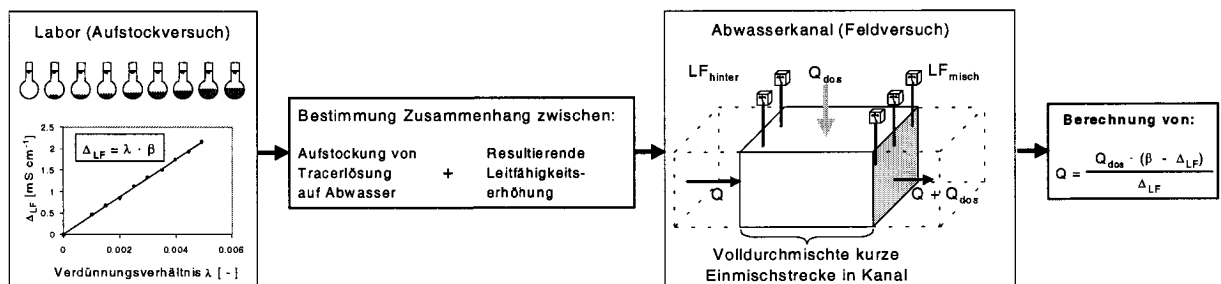 Labor (Aufstockversuch)
Δ_LF = λ · β
Δ_LF [mS cm⁻¹]
2.5
2
1.5
1
0.5
0
0
0.002
0.004
0.006
Verdünnungsverhältnis λ [ - ]
Bestimmung Zusammenhang zwischen:
Aufstockung von
Tracerlösung
auf Abwasser
+
Resultierende
Leitfähigkeits-
erhöhung
Abwasserkanal (Feldversuch)
LF_hinter
Q_dos
LF_misch
Q
Q + Q_dos
Volldurchmischte kurze
Einmischstrecke in Kanal
Berechnung von:
Q = Q_dos · (β - Δ_LF) / Δ_LF